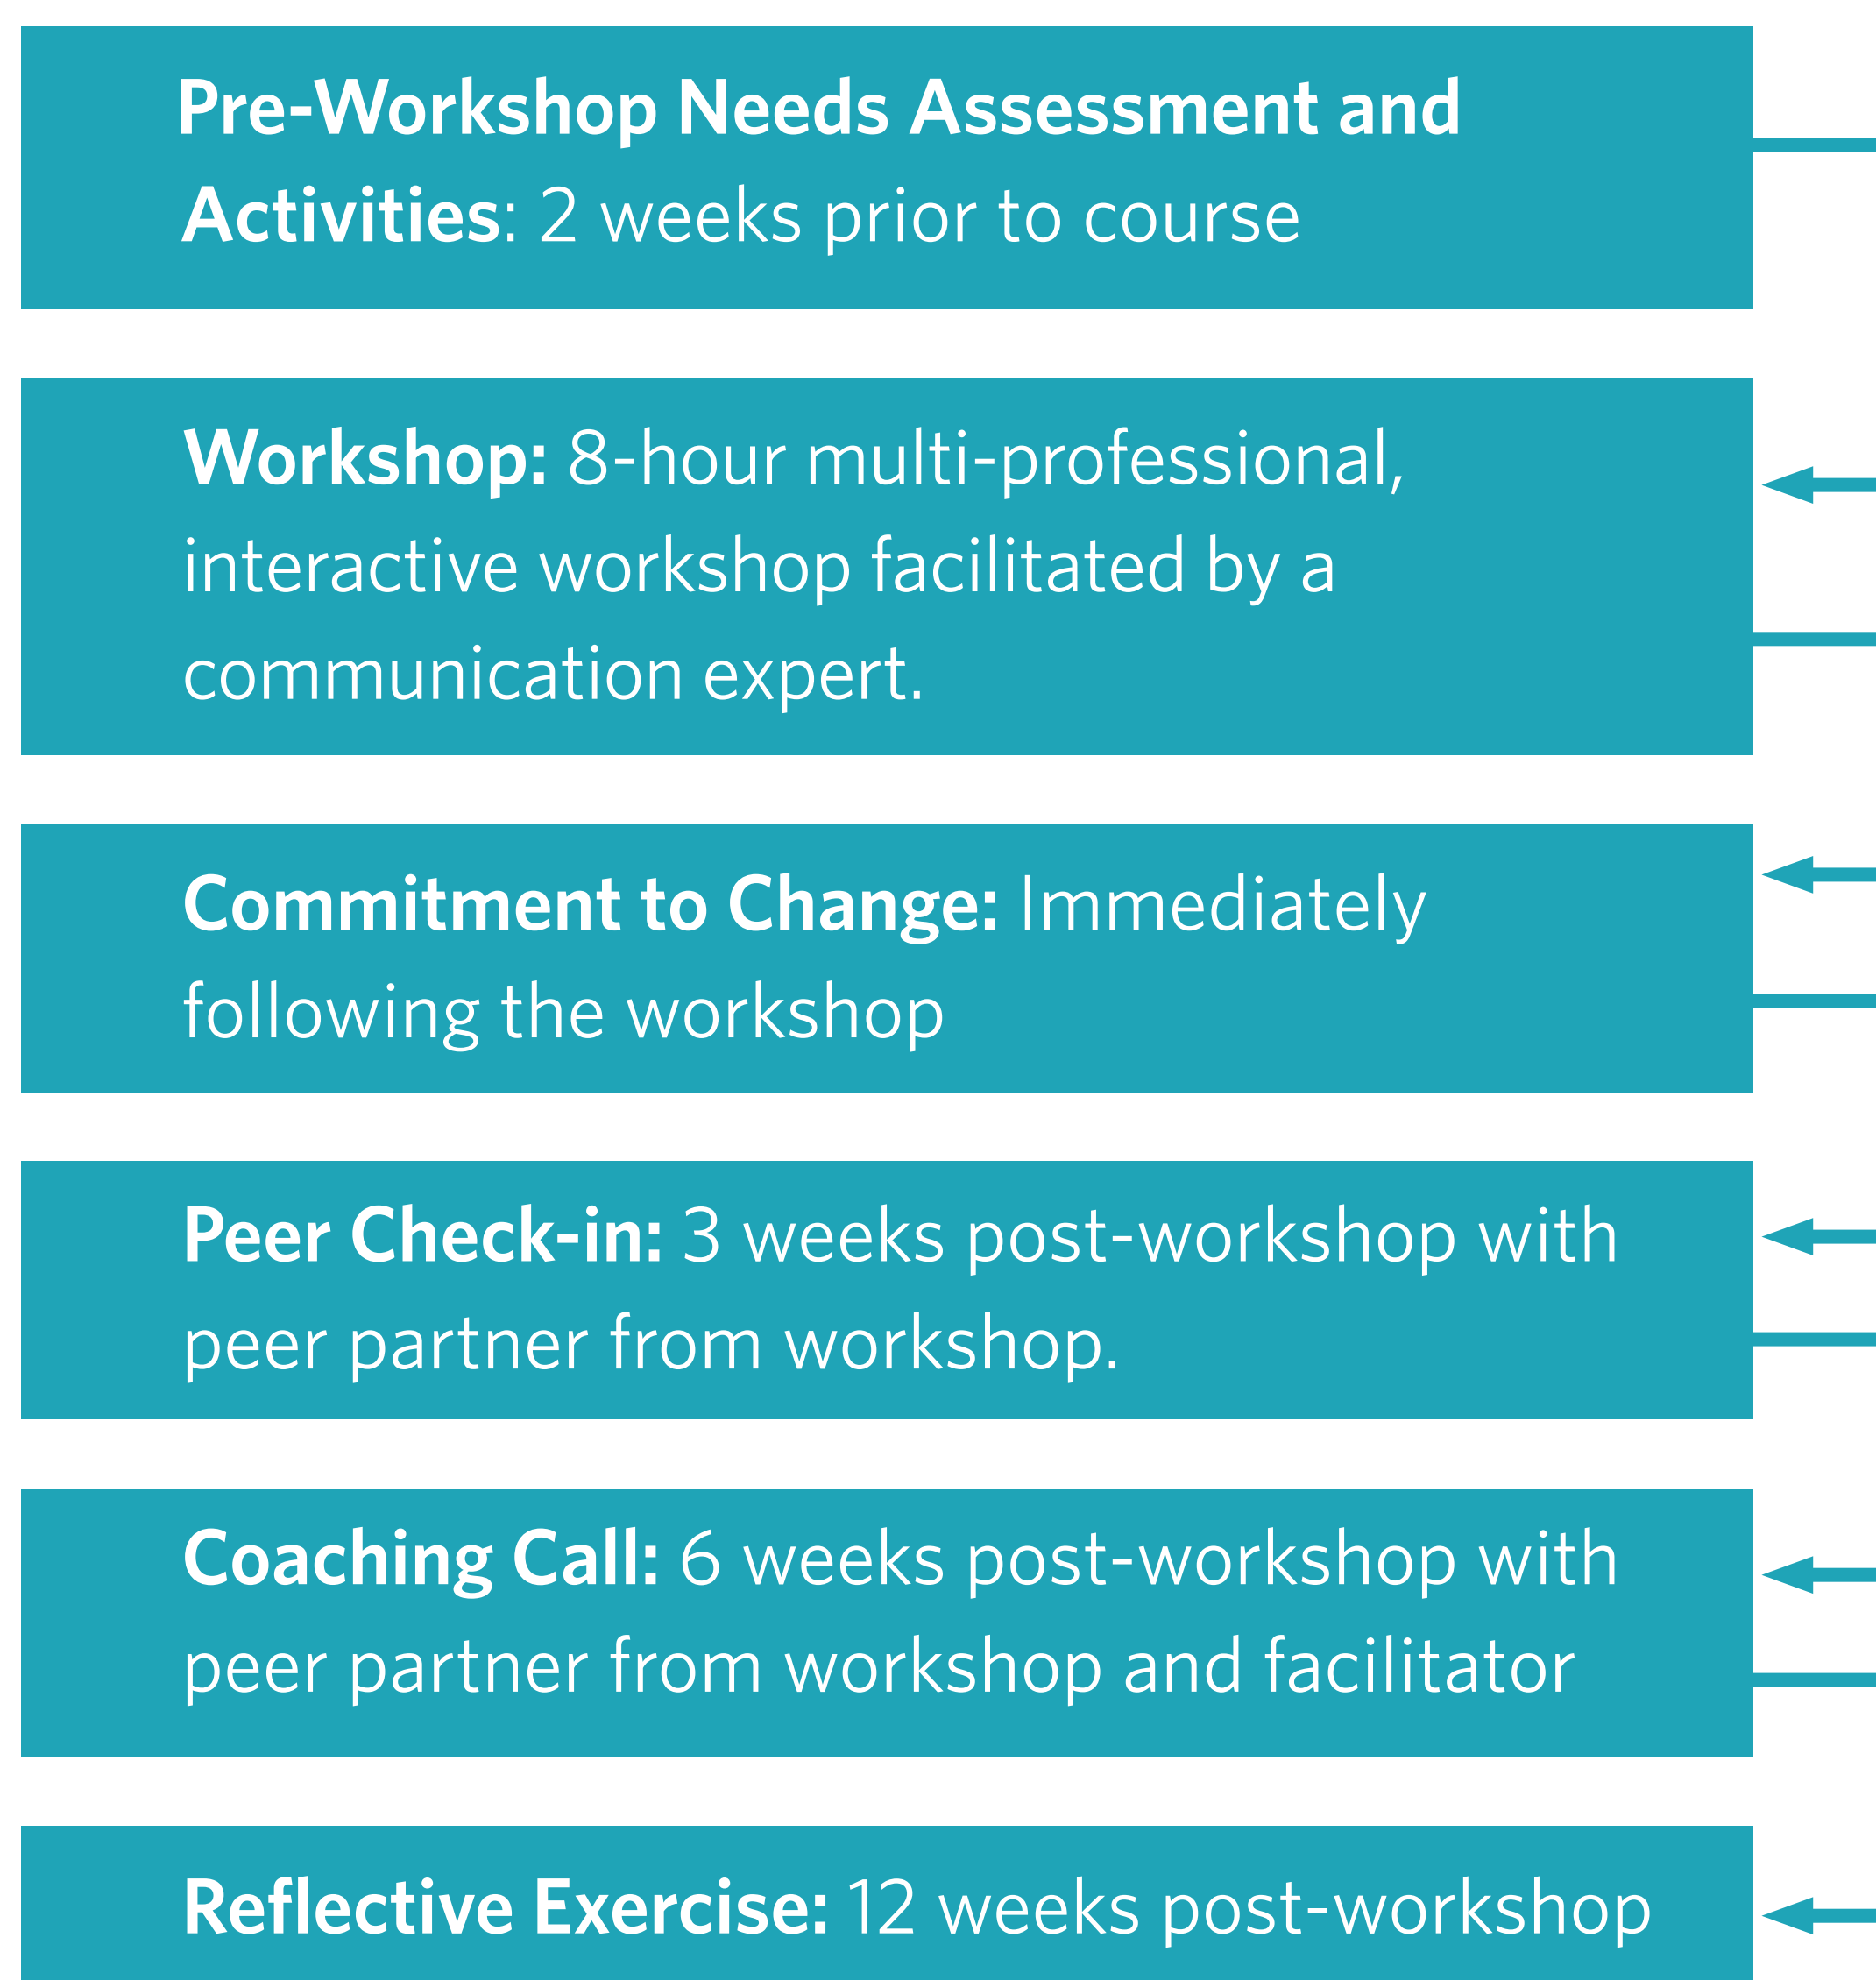 Pre-Workshop Needs Assessment and
Activities: 2 weeks prior to course
Workshop: 8-hour multi-professional,
interactive workshop facilitated by a
communication expert.
Commitment to Change: Immediately
following the workshop
Peer Check-in: 3 weeks post-workshop with
peer partner from workshop.
Coaching Call: 6 weeks post-workshop with
peer partner from workshop and facilitator
Reflective Exercise: 12 weeks post-workshop